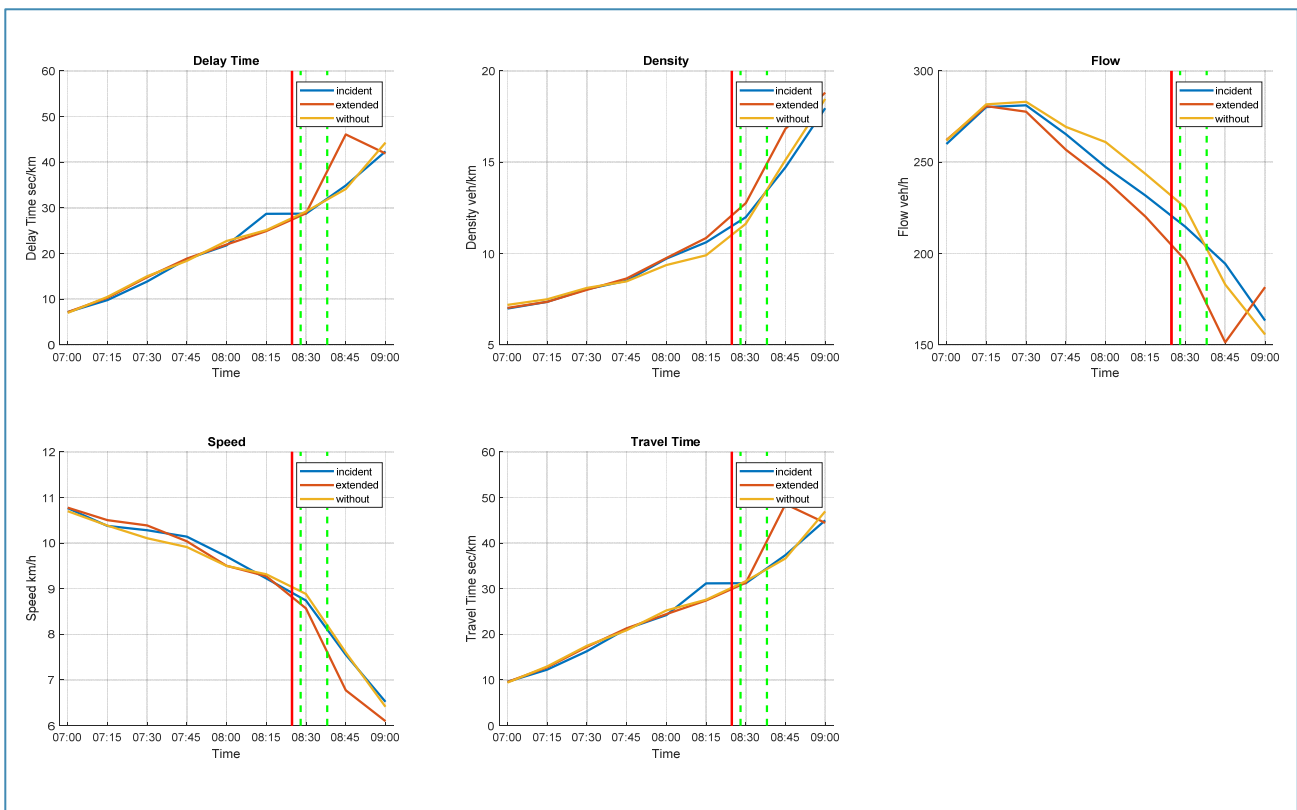 Delay Time
60
50
40
30
20
10
0
Delay Time sec/km
incident
extended
without
07:00 07:15 07:30 07:45 08:00 08:15 08:30 08:45 09:00
Time
Density
20
15
10
5
Density veh/km
incident
extended
without
07:00 07:15 07:30 07:45 08:00 08:15 08:30 08:45 09:00
Time
Flow
300
250
200
150
Flow veh/h
incident
extended
without
07:00 07:15 07:30 07:45 08:00 08:15 08:30 08:45 09:00
Time
Speed
12
11
10
9
8
7
6
Speed km/h
incident
extended
without
07:00 07:15 07:30 07:45 08:00 08:15 08:30 08:45 09:00
Time
Travel Time
60
50
40
30
20
10
0
Travel Time sec/km
incident
extended
without
07:00 07:15 07:30 07:45 08:00 08:15 08:30 08:45 09:00
Time